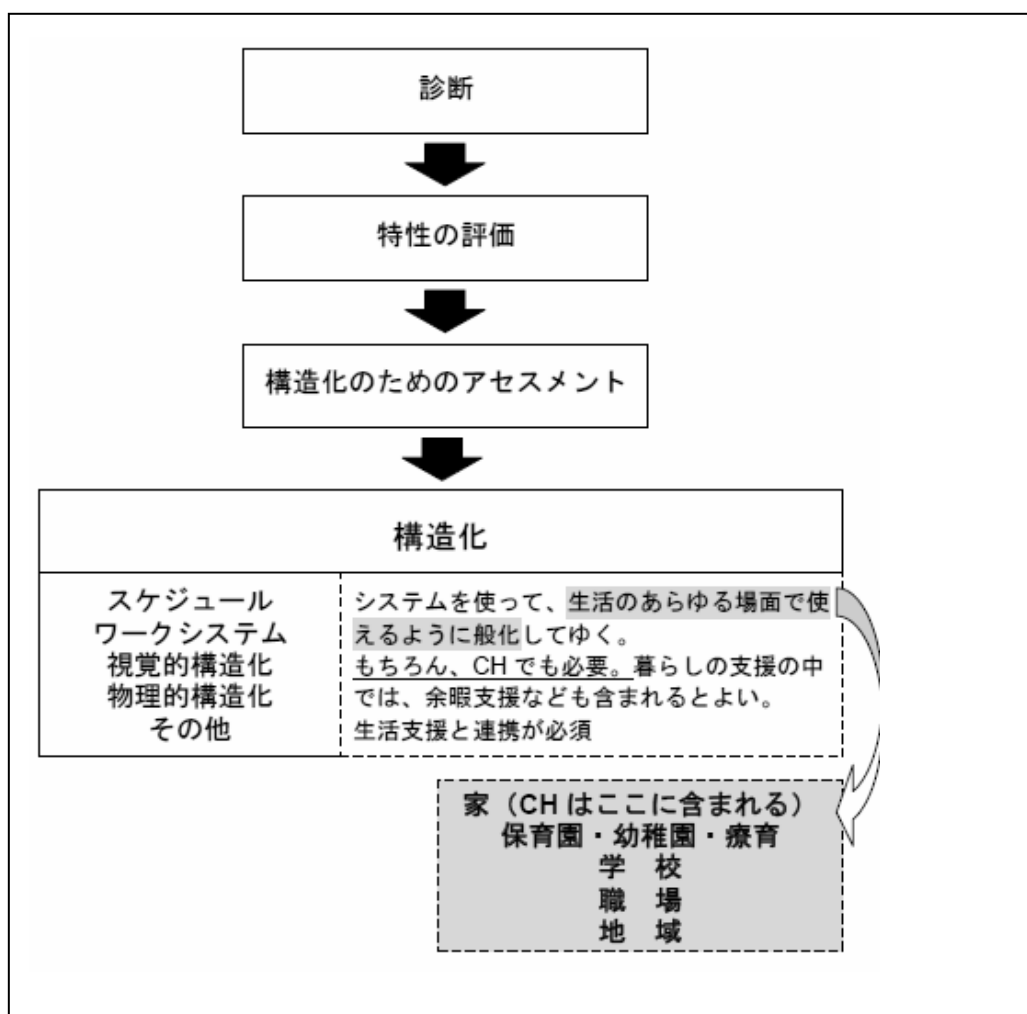 診断
特性の評価
構造化のためのアセスメント
構造化
スケジュール
ワークシステム
視覚的構造化
物理的構造化
その他
システムを使って、生活のあらゆる場面で使
えるように般化してゆく。
もちろん、CHでも必要。暮らしの支援の中
では、余暇支援なども含まれるとよい。
生活支援と連携が必須
家（CHはここに含まれる）
保育園・幼稚園・療育
学　校
職　場
地　域